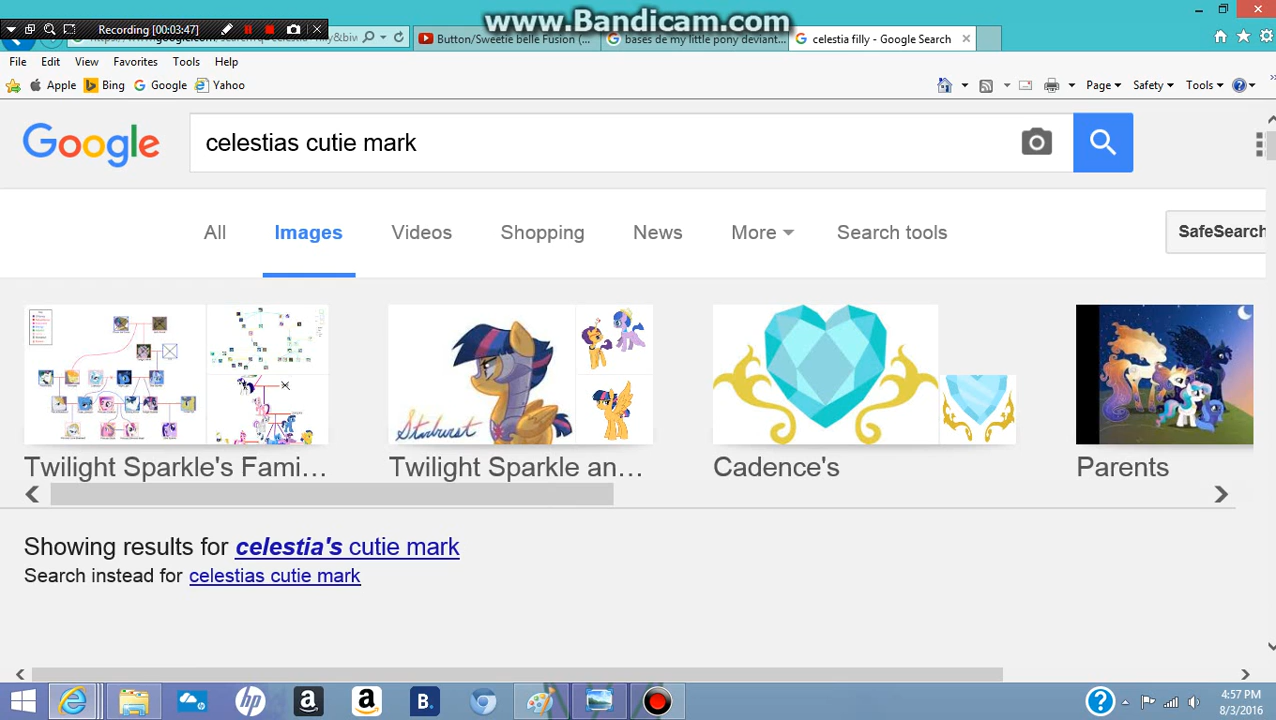 www.Bandicam.com
Recording [00:03:47]
Button/Sweetie belle Fusion (...
bases de my little pony deviant...
celestia filly - Google Search
File Edit View Favorites Tools Help
Apple Bing Google Yahoo Page Safety Tools
Google celestias cutie mark
All Images Videos Shopping News More Search tools SafeSearch
Starburst
Twilight Sparkle's Fami...
Twilight Sparkle an...
Cadence's
Parents
Showing results for celestia's cutie mark
Search instead for celestias cutie mark
hp a a B.
4:57 PM
8/3/2016